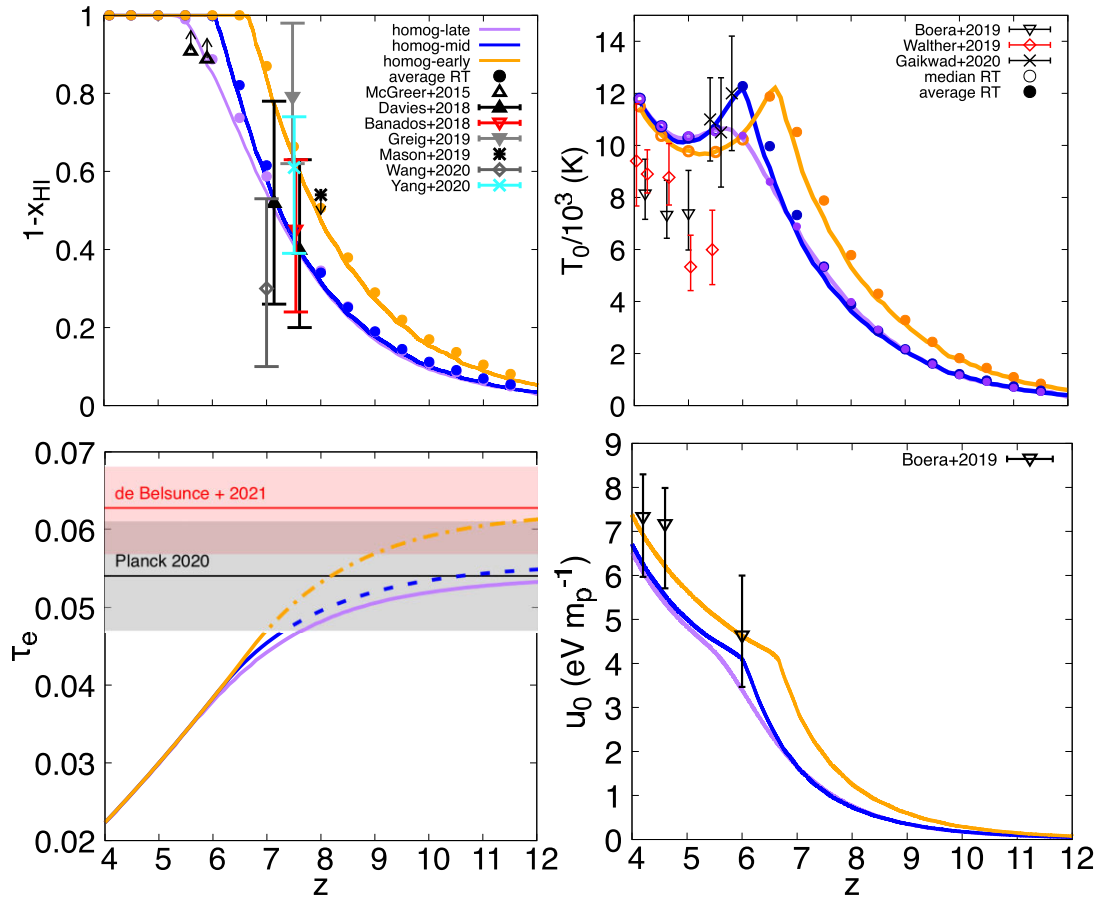 1
0.8
0.6
0.4
0.2
0
1-xHI
homog-late
homog-mid
homog-early
average RT
McGreer+2015
Davies+2018
Banados+2018
Greig+2019
Mason+2019
Wang+2020
Yang+2020
14
12
10
8
6
4
2
0
T0/10³ (K)
Boera+2019
Walther+2019
Gaikwad+2020
median RT
average RT
0.07
0.06
0.05
0.04
0.03
0.02
τe
de Belsunce + 2021
Planck 2020
4 5 6 7 8 9 10 11 12
z
9
8
7
6
5
4
3
2
1
0
u0 (eV mp⁻¹)
Boera+2019
4 5 6 7 8 9 10 11 12
z